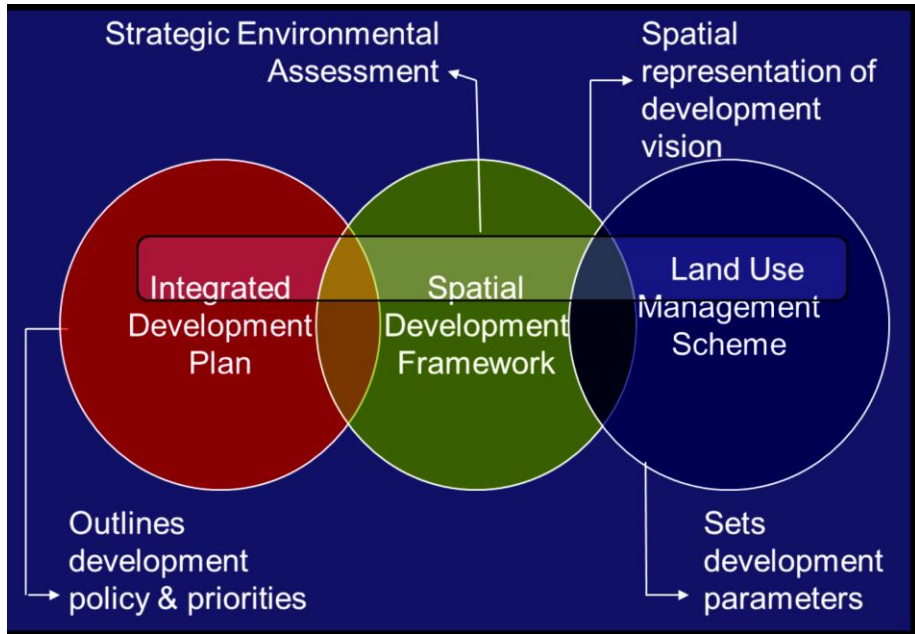 Strategic Environmental
Assessment
Spatial
representation of
development
vision
Integrated
Development
Plan
Spatial
Development
Framework
Land Use
Management
Scheme
Outlines
development
policy & priorities
Sets
development
parameters